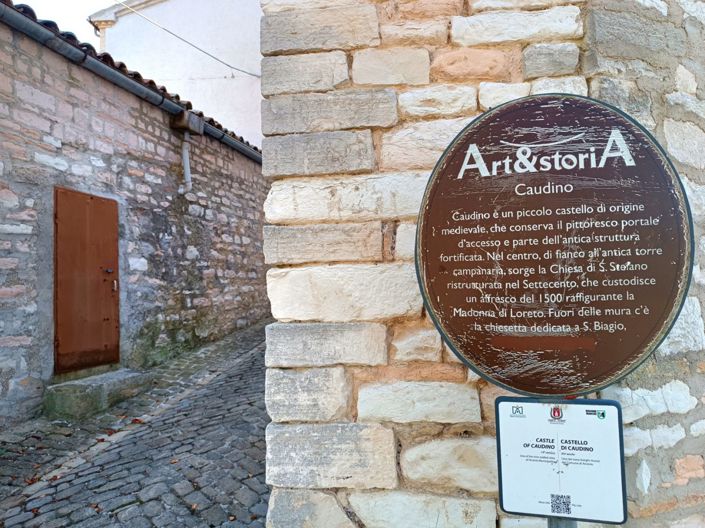 Art&storiA
Caudino
Caudino è un piccolo castello di origine
medievale, che conserva il pittoresco portale
d'accesso e parte dell'antica struttura
fortificata. Nel centro, di fianco all'antica torre
campanaria, sorge la Chiesa di S. Stefano
ristrutturata nel Settecento, che custodisce
un affresco del 1500 raffigurante la
Madonna di Loreto. Fuori delle mura c'è
la chiesetta dedicata a S. Biagio.
CASTLE
OF CAUDINO
CASTELLO
DI CAUDINO